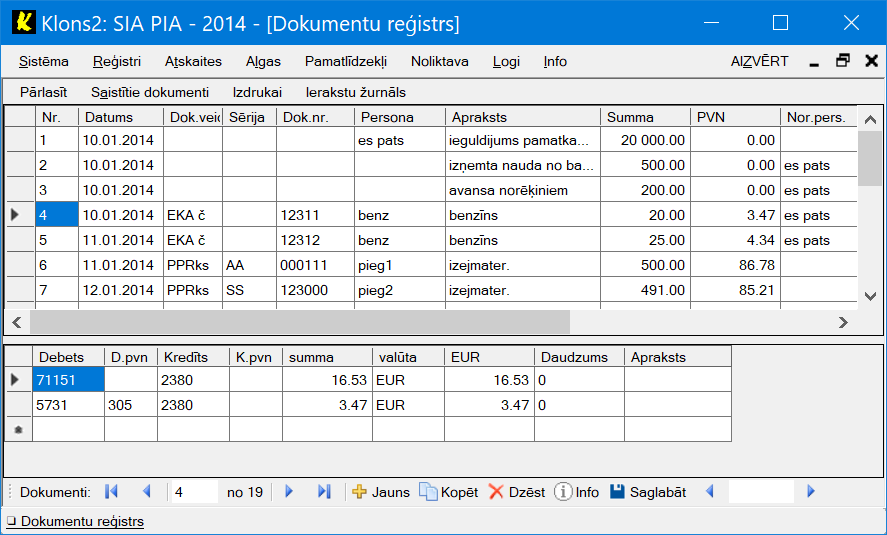 Klons2: SIA PIA - 2014 - [Dokumentu reģistrs]
Sistēma Reģistri Atskaites Algas Pamatlīdzekļi Noliktava Logi Info AIZVĒRT
Pārlasīt Saistītie dokumenti Izdrukai Ierakstu žurnāls
Nr. Datums Dok.veic Sērija Dok.nr. Persona Apraksts Summa PVN Nor.pers.
1 10.01.2014 es pats ieguldijums pamatka... 20 000.00 0.00
2 10.01.2014 izņemta nauda no ba... 500.00 0.00 es pats
3 10.01.2014 avansa norēķiniem 200.00 0.00 es pats
4 10.01.2014 EKA č 12311 benz benzīns 20.00 3.47 es pats
5 11.01.2014 EKA č 12312 benz benzīns 25.00 4.34 es pats
6 11.01.2014 PPRks AA 000111 pieg1 izejmater. 500.00 86.78
7 12.01.2014 PPRks SS 123000 pieg2 izejmater. 491.00 85.21
Debets D.pvn Kredīts K.pvn summa valūta EUR Daudzums Apraksts
71151 2380 16.53 EUR 16.53 0
5731 305 2380 3.47 EUR 3.47 0
Dokumenti: 4 no 19 Jauns Kopēt Dzēst Info Saglabāt
Dokumentu reģistrs